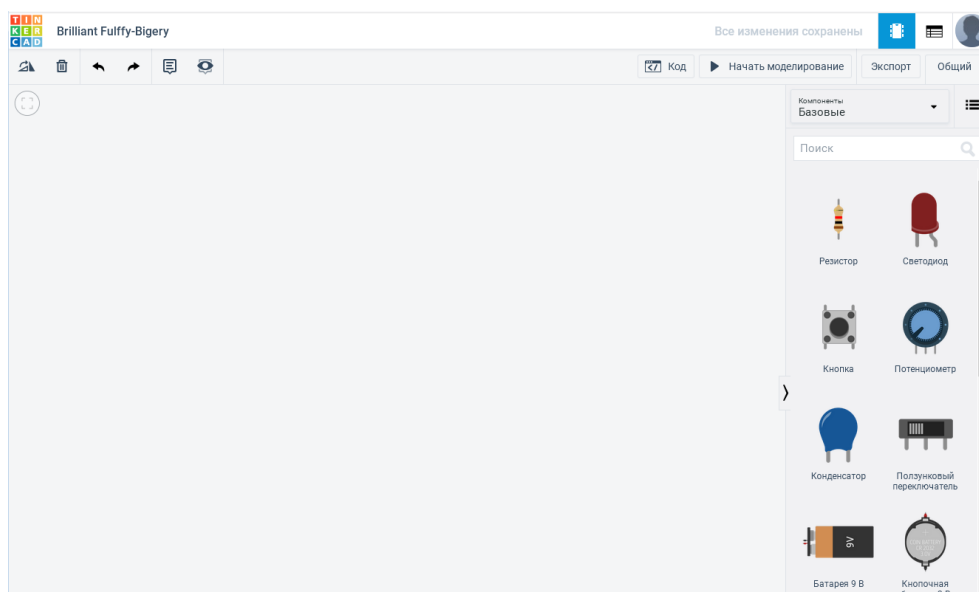 TIN
KER
CAD
Brilliant Fulffy-Bigery
Все изменения сохранены
Код
Начать моделирование
Экспорт
Общий
Компоненты
Базовые
Поиск
Резистор
Светодиод
Кнопка
Потенциометр
Конденсатор
Ползунковый
переключатель
9V
Батарея 9 В
Кнопочная